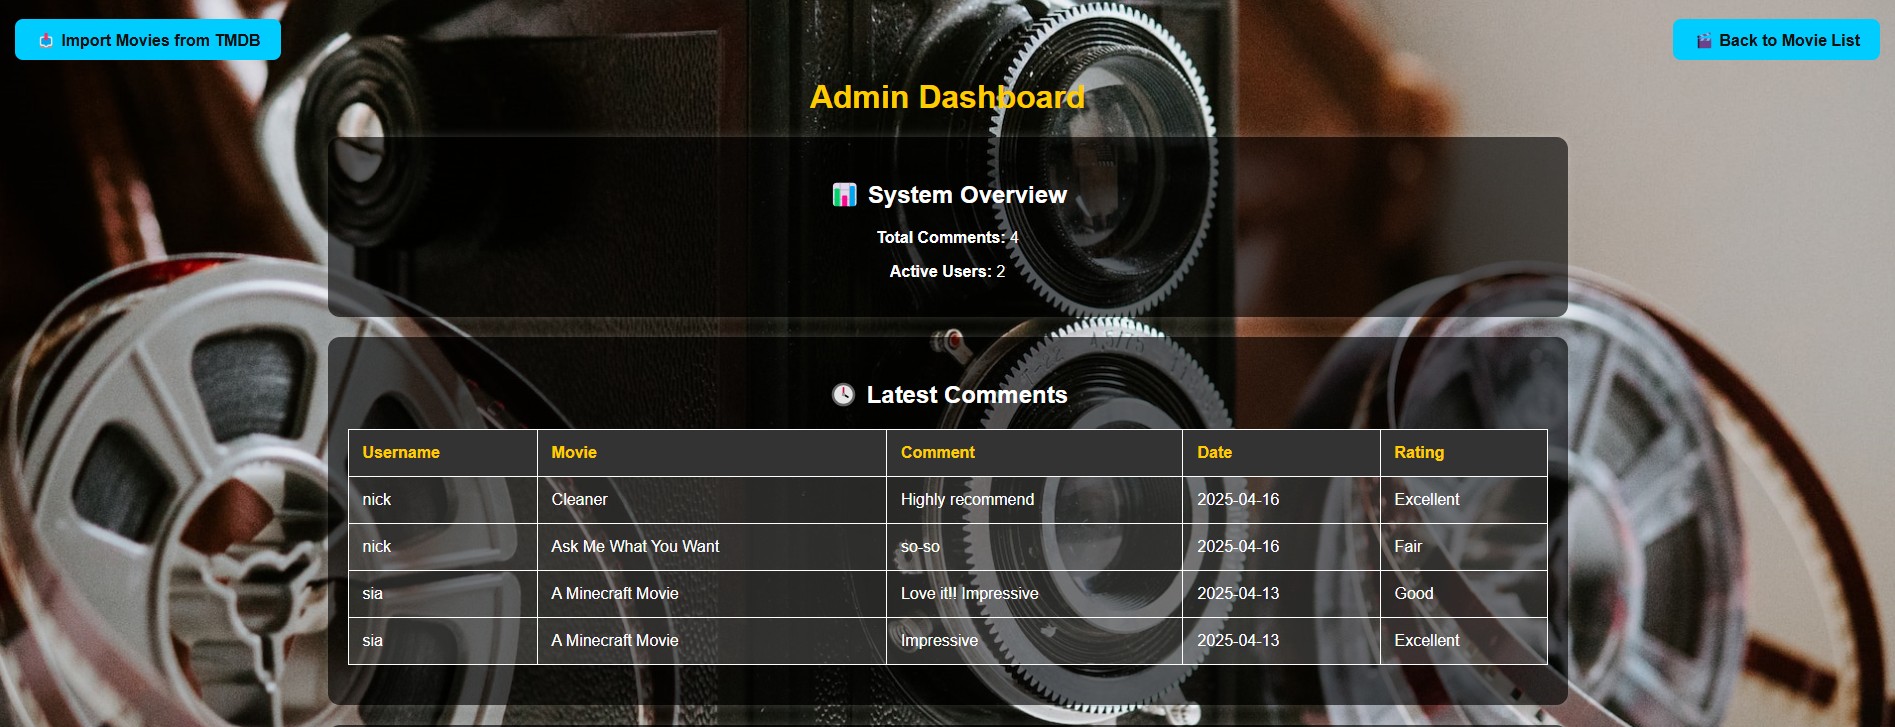 Import Movies from TMDB
Back to Movie List
Admin Dashboard
System Overview
Total Comments: 4
Active Users: 2
Latest Comments
Username Movie Comment Date Rating
nick Cleaner Highly recommend 2025-04-16 Excellent
nick Ask Me What You Want so-so 2025-04-16 Fair
sia A Minecraft Movie Love it!! Impressive 2025-04-13 Good
sia A Minecraft Movie Impressive 2025-04-13 Excellent